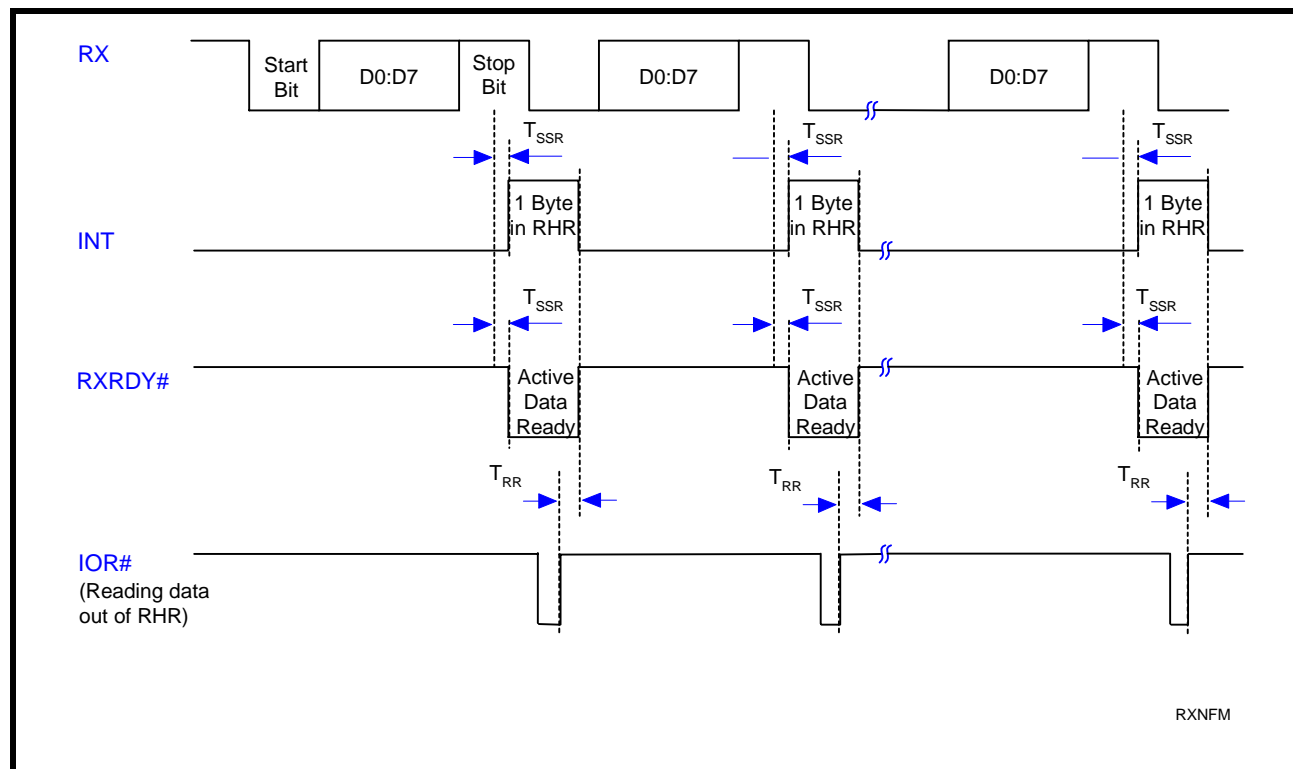 RX
Start
Bit
D0:D7
Stop
Bit
D0:D7
D0:D7
TSSR
TSSR
TSSR
INT
1 Byte
in RHR
1 Byte
in RHR
1 Byte
in RHR
TSSR
TSSR
TSSR
RXRDY#
Active
Data
Ready
Active
Data
Ready
Active
Data
Ready
TRR
TRR
TRR
IOR#
(Reading data
out of RHR)
RXNFM